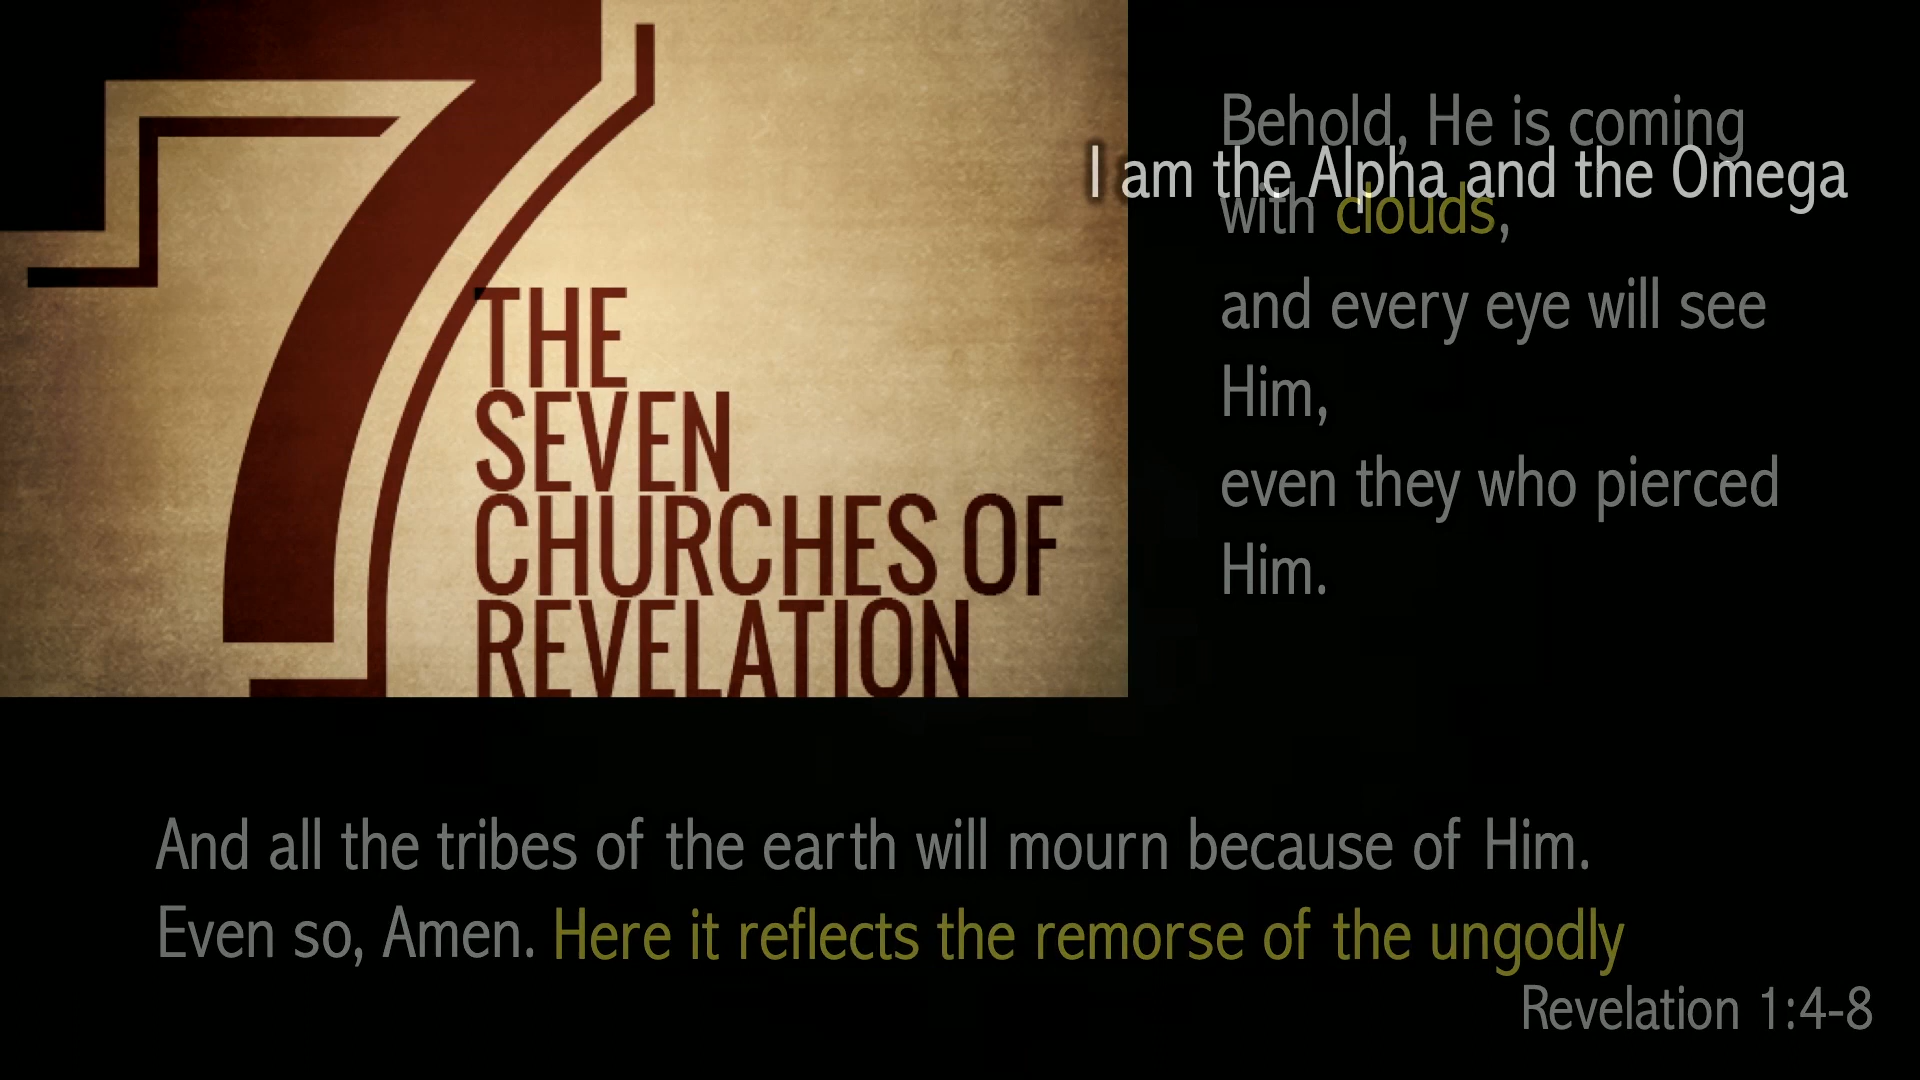 7
THE
SEVEN
CHURCHES OF
REVELATION
Behold, He is coming
I am the Alpha and the Omega
with clouds,
and every eye will see
Him,
even they who pierced
Him.
And all the tribes of the earth will mourn because of Him.
Even so, Amen. Here it reflects the remorse of the ungodly
Revelation 1:4-8